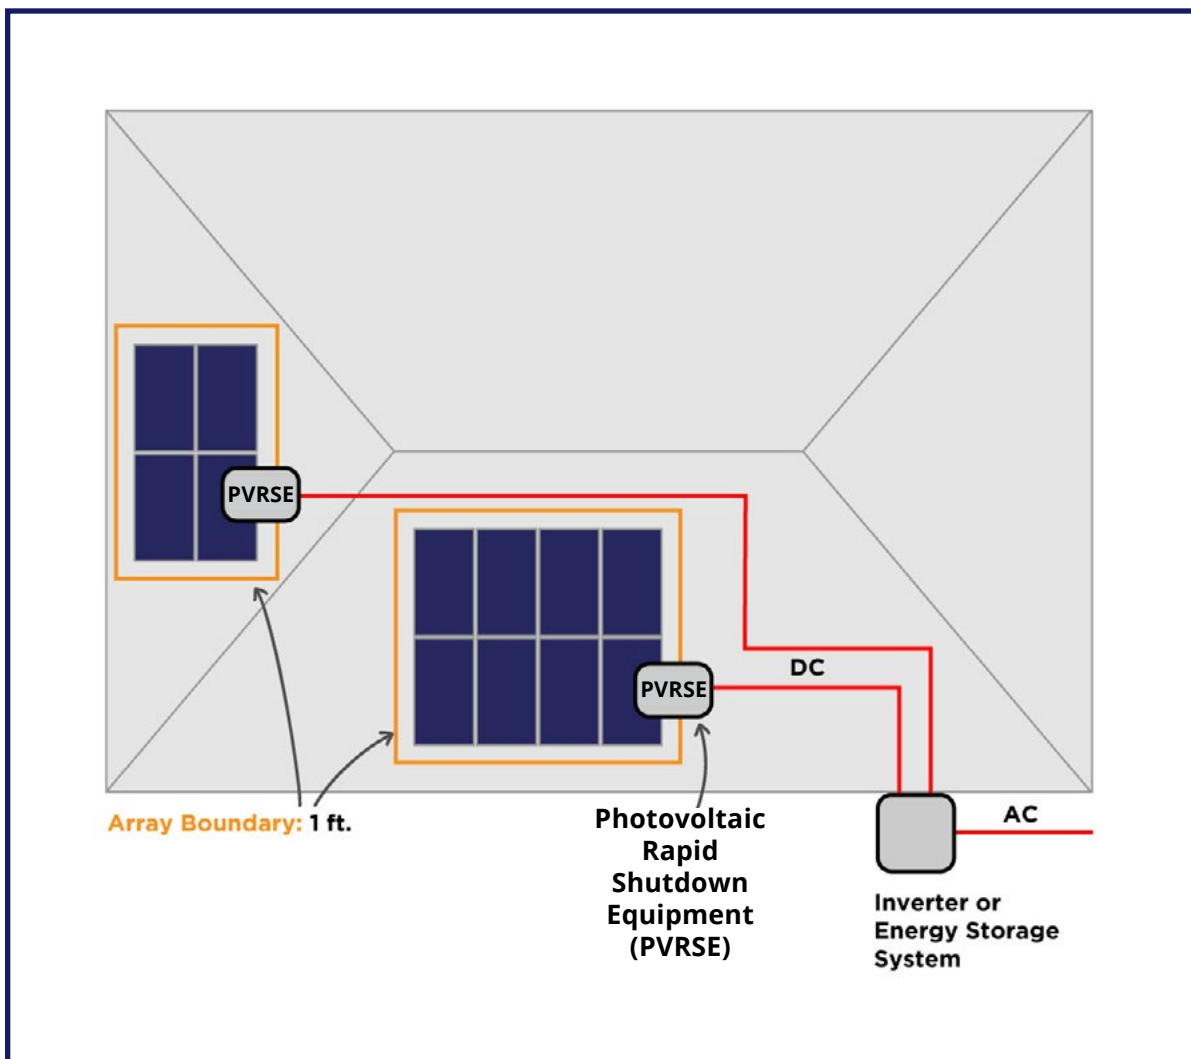 PVRSE
PVRSE
DC
Array Boundary: 1 ft.
Photovoltaic
Rapid
Shutdown
Equipment
(PVRSE)
AC
Inverter or
Energy Storage
System